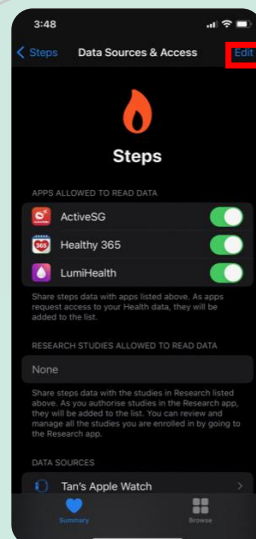 3:48
Steps
Data Sources & Access
Edit
Steps
APPS ALLOWED TO READ DATA
ActiveSG
365
Healthy 365
LumiHealth
Share steps data with apps listed above. As apps
request access to your Health data, they will be
added to the list.
RESEARCH STUDIES ALLOWED TO READ DATA
None
Share steps data with the studies in Research listed
above. As you authorise studies in the Research app,
they will be added to the list. You can review and
manage all the studies you are enrolled in by going to
the Research app.
DATA SOURCES
Tan's Apple Watch
Summary
Browse